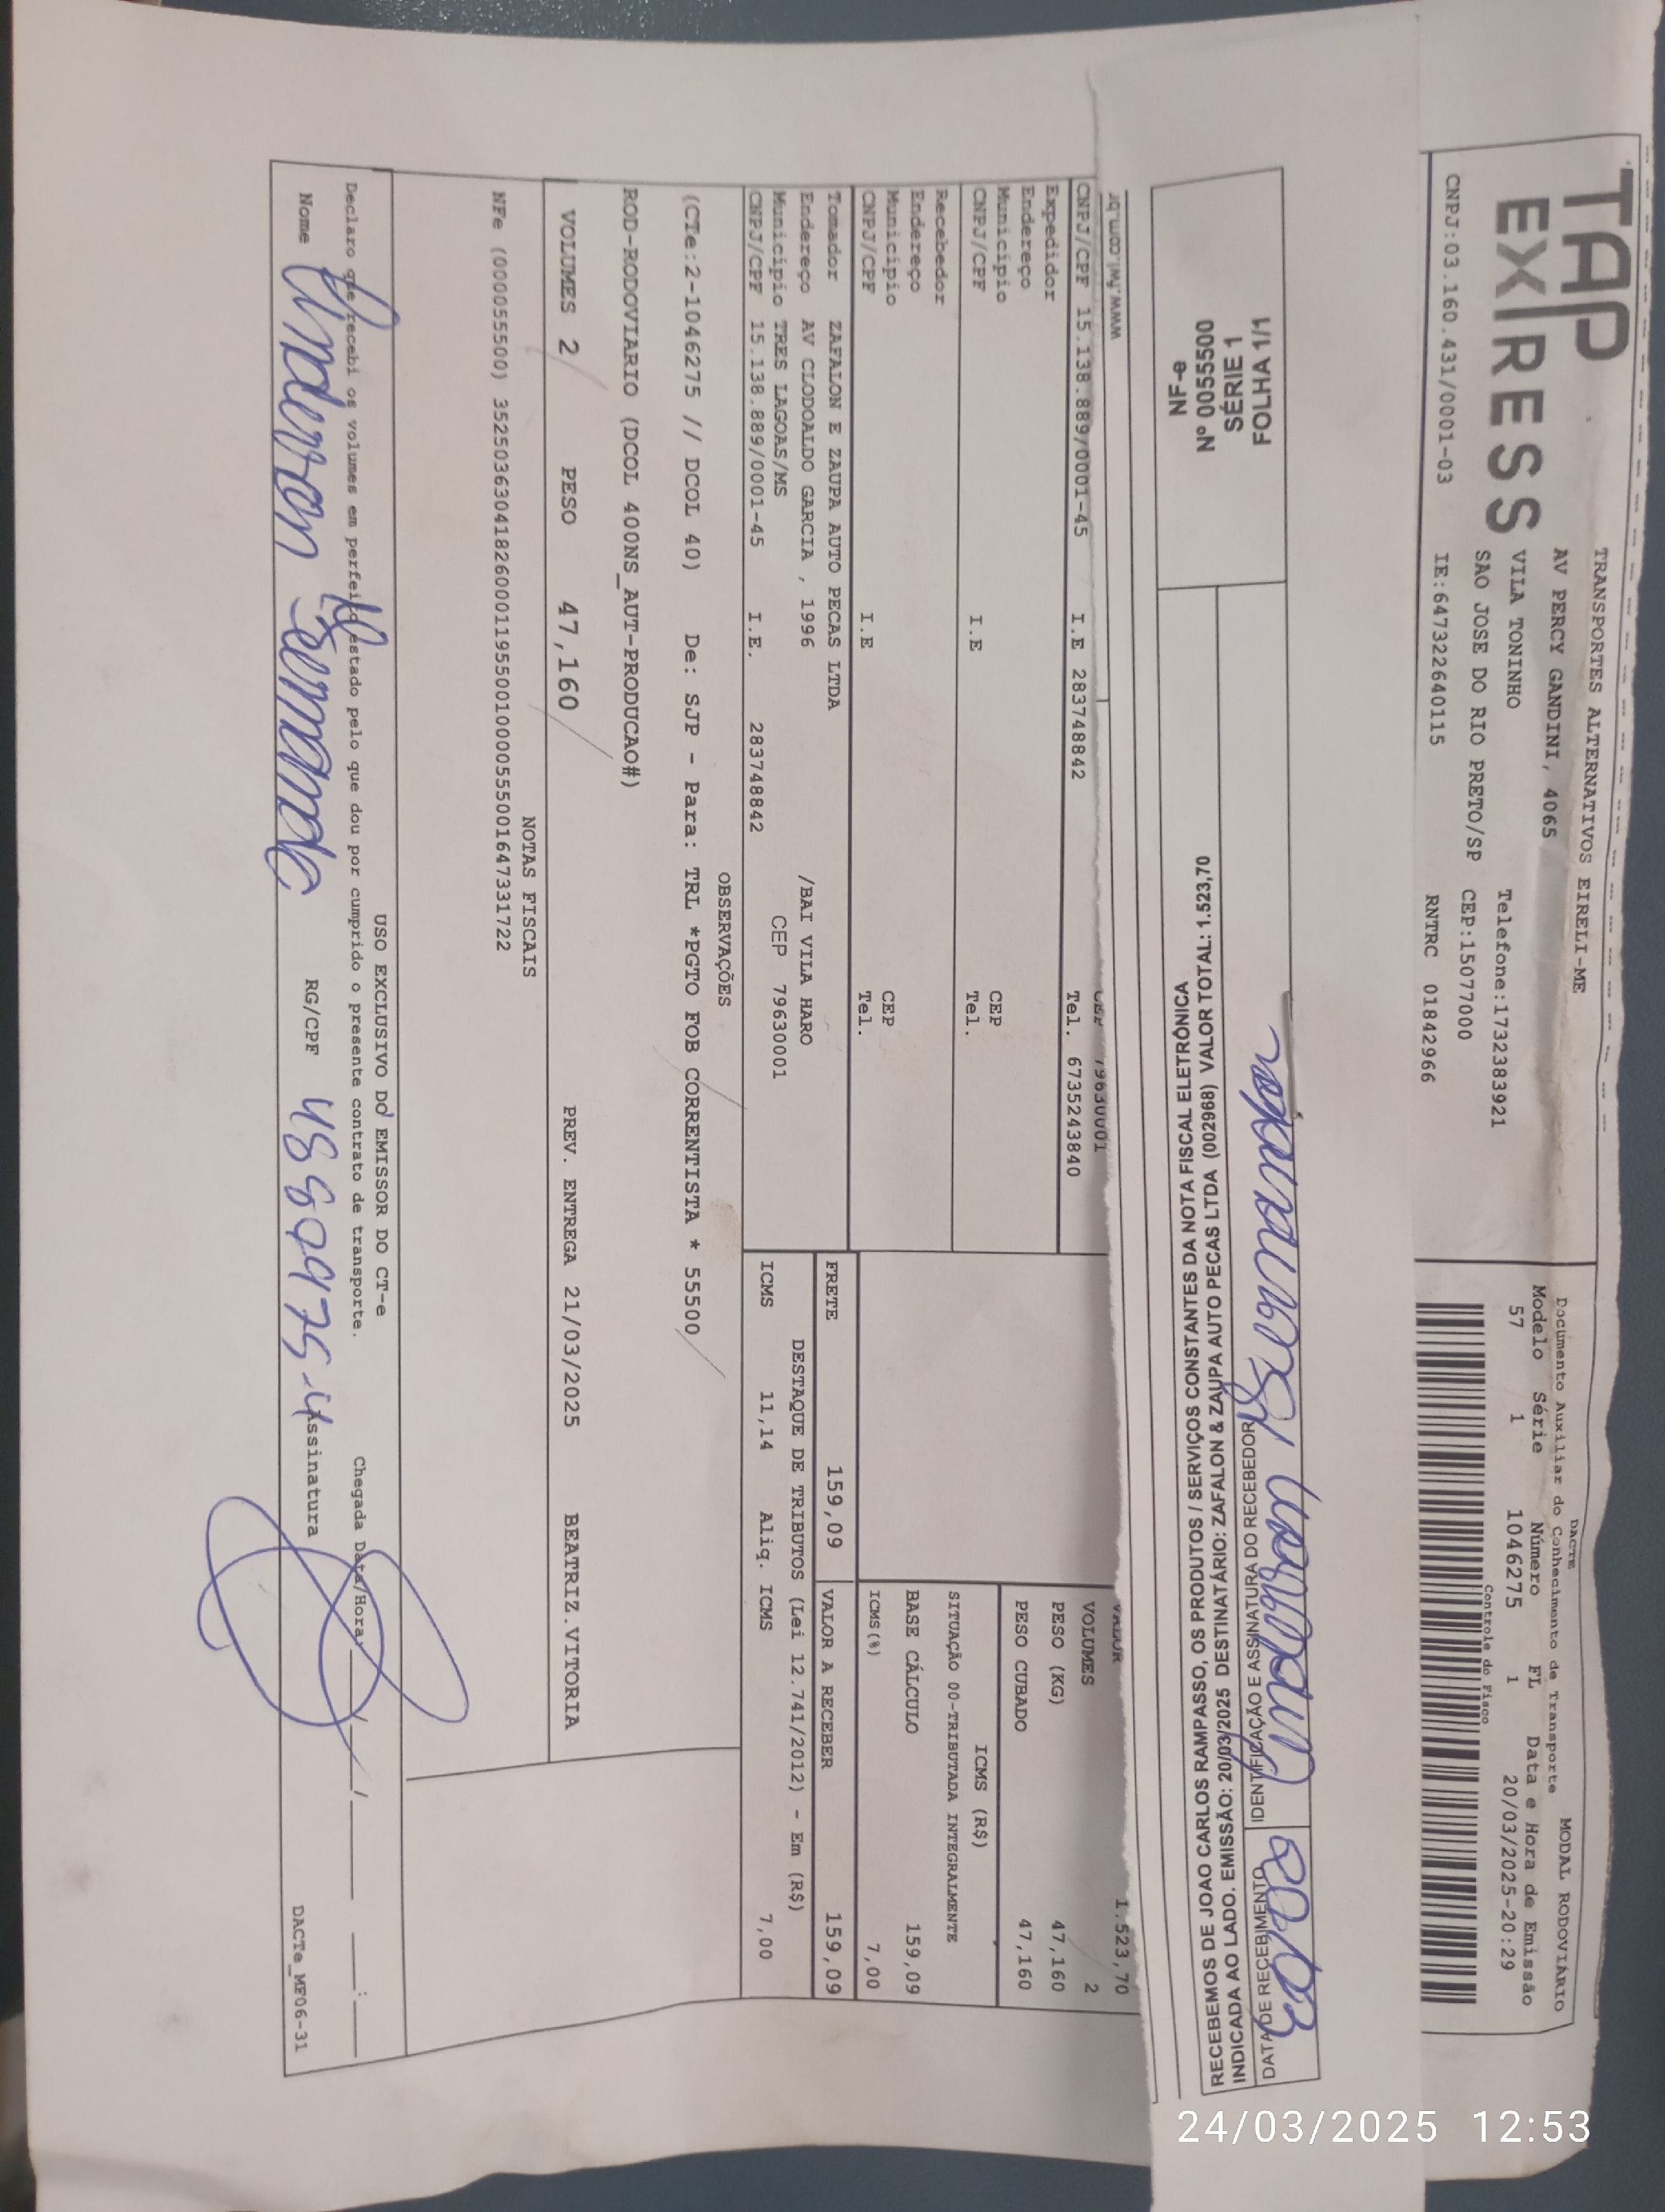 TAP
EXPRESS
TRANSPORTES ALTERNATIVOS EIRELI-ME
AV PERCY GANDINI, 4065
VILA TONINHO Telefone:1732383921
SAO JOSE DO RIO PRETO/SP CEP:15077000
CNPJ:03.160.431/0001-03 IE:647322640115 RNTRC 01842966
DACTE MODAL RODOVIÁRIO
Documento Auxiliar do Conhecimento de Transporte
Modelo Série Número FL Data e Hora de Emissão
57 1 1046275 1 20/03/2025-20:29
Controle do Fisco
NF-e
Nº 0055500
SÉRIE 1
FOLHA 1/1
RECEBEMOS DE JOAO CARLOS RAMPASSO, OS PRODUTOS / SERVIÇOS CONSTANTES DA NOTA FISCAL ELETRÔNICA
INDICADA AO LADO. EMISSÃO: 20/03/2025 DESTINATÁRIO: ZAFALON & ZAUPA AUTO PECAS LTDA (002968) VALOR TOTAL: 1.523,70
DATA DE RECEBIMENTO IDENTIFICAÇÃO E ASSINATURA DO RECEBEDOR
www.fwi.com.br
CEP 79630001
CNPJ/CPF 15.138.889/0001-45 I.E 283748842 Tel. 6735243840
Expedidor
Endereço
Município CEP
CNPJ/CPF I.E Tel.
Recebedor
Endereço
Município CEP
CNPJ/CPF I.E Tel.
VALOR 1.523,70
VOLUMES 2
PESO (KG) 47,160
PESO CUBADO 47,160
ICMS (R$)
SITUAÇÃO 00-TRIBUTADA INTEGRALMENTE
BASE CÁLCULO 159,09
ICMS(%) 7,00
Tomador ZAFALON E ZAUPA AUTO PECAS LTDA
Endereço AV CLODOALDO GARCIA , 1996 /BAI VILA HARO
Município TRES LAGOAS/MS CEP 79630001
CNPJ/CPF 15.138.889/0001-45 I.E. 283748842
FRETE 159,09 VALOR A RECEBER 159,09
DESTAQUE DE TRIBUTOS (Lei 12.741/2012) - Em (R$)
ICMS 11,14 Aliq. ICMS 7,00
OBSERVAÇÕES
(CTe:2-1046275 // DCOL 40) De: SJP - Para: TRL *PGTO FOB CORRENTISTA * 55500
ROD-RODOVIARIO (DCOL 400NS_AUT-PRODUCAO#)
VOLUMES 2 PESO 47,160 PREV. ENTREGA 21/03/2025 BEATRIZ.VITORIA
NOTAS FISCAIS
NFe (000055500) 35250363041826000119550010000555001647331722
USO EXCLUSIVO DO EMISSOR DO CT-e
Declaro que recebi os volumes em perfeito estado pelo que dou por cumprido o presente contrato de transporte. Chegada Data/Hora: ___/___/___ ___:___
Nome Anderson RG/CPF Assinatura
DACTe_MF06-31
24/03/2025 12:53